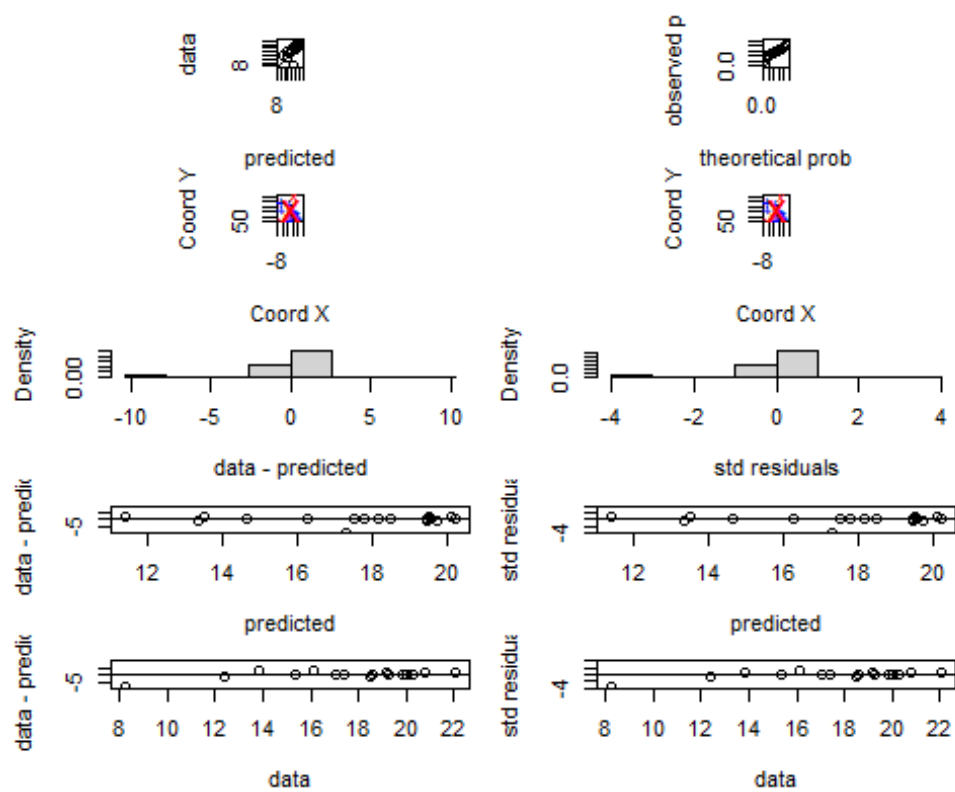 data
8
8
predicted
observed p
0.0
0.0
theoretical prob
Coord Y
50
-8
Coord X
Coord Y
50
-8
Coord X
Density
0.00
-10 -5 0 5 10
data - predicted
Density
0.0
-4 -2 0 2 4
std residuals
data - predic
-5
12 14 16 18 20
predicted
std residua
-4
12 14 16 18 20
predicted
data - predic
-5
8 10 12 14 16 18 20 22
data
std residua
-4
8 10 12 14 16 18 20 22
data